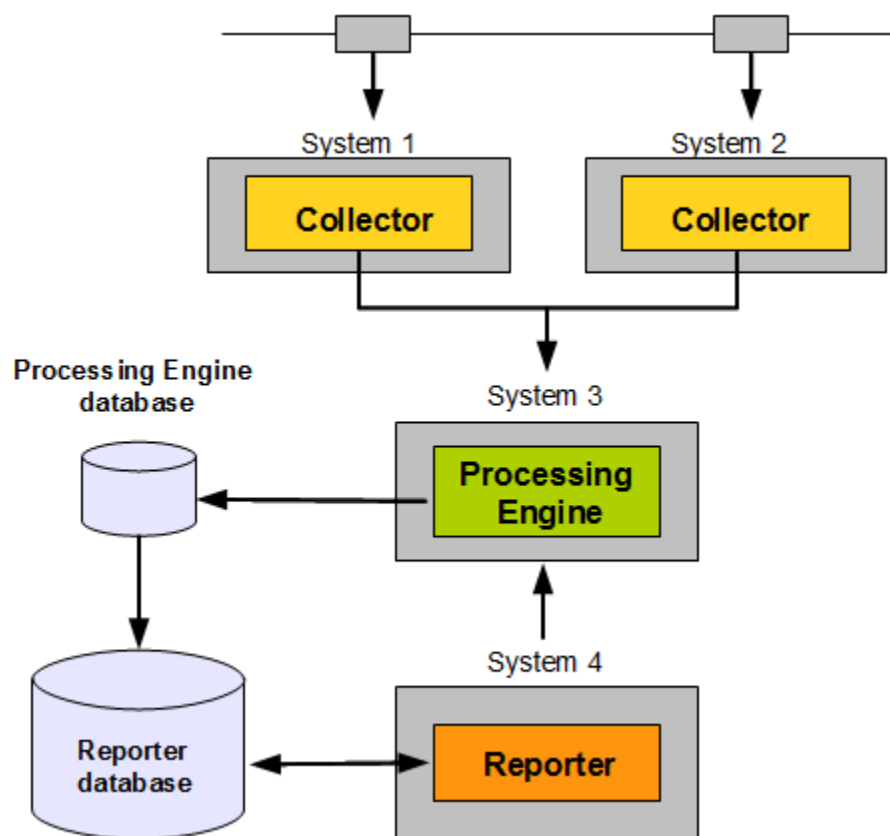 System 1
System 2
Collector
Collector
System 3
Processing Engine
database
Processing
Engine
System 4
Reporter
database
Reporter